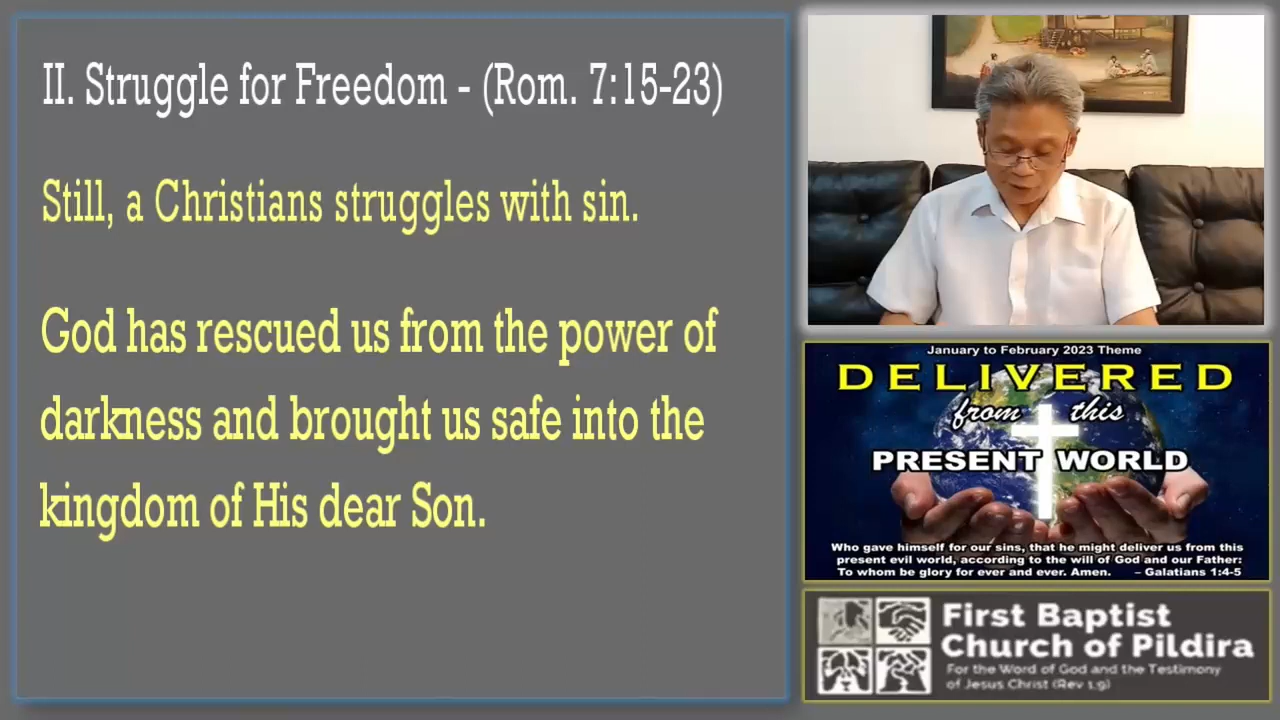 II. Struggle for Freedom - (Rom. 7:15-23)
Still, a Christians struggles with sin.
God has rescued us from the power of
darkness and brought us safe into the
kingdom of His dear Son.
January to February 2023 Theme
DELIVERED
from this
PRESENT WORLD
Who gave himself for our sins, that he might deliver us from this
present evil world, according to the will of God and our Father:
To whom be glory for ever and ever. Amen. – Galatians 1:4-5
First Baptist
Church of Pildira
For the Word of God and the Testimony
of Jesus Christ (Rev 1:9)